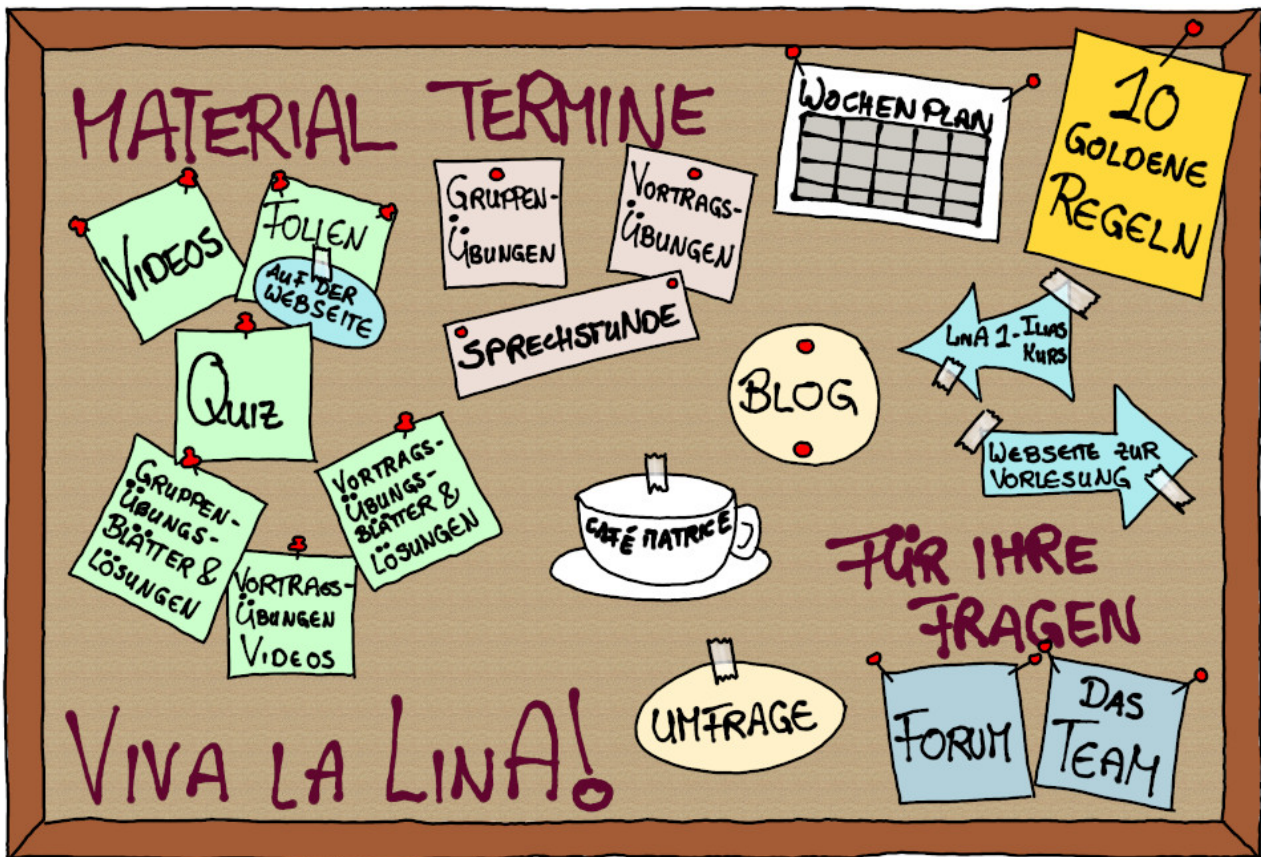 MATERIAL
VIDEOS
FOLIEN
AUF DER
WEBSEITE
QUIZ
GRUPPEN-
ÜBUNGS-
BLÄTTER &
LÖSUNGEN
VORTRAGS-
ÜBUNGS-
BLÄTTER &
LÖSUNGEN
VORTRAGS-
ÜBUNGEN
VIDEOS
TERMINE
GRUPPEN-
ÜBUNGEN
VORTRAGS-
ÜBUNGEN
SPRECHSTUNDE
WOCHENPLAN
10
GOLDENE
REGELN
BLOG
LINA 1-ILIAS
KURS
WEBSEITE ZUR
VORLESUNG
CAFÉ MATRICE
FÜR IHRE
FRAGEN
FORUM
DAS
TEAM
UMFRAGE
VIVA LA LINA!